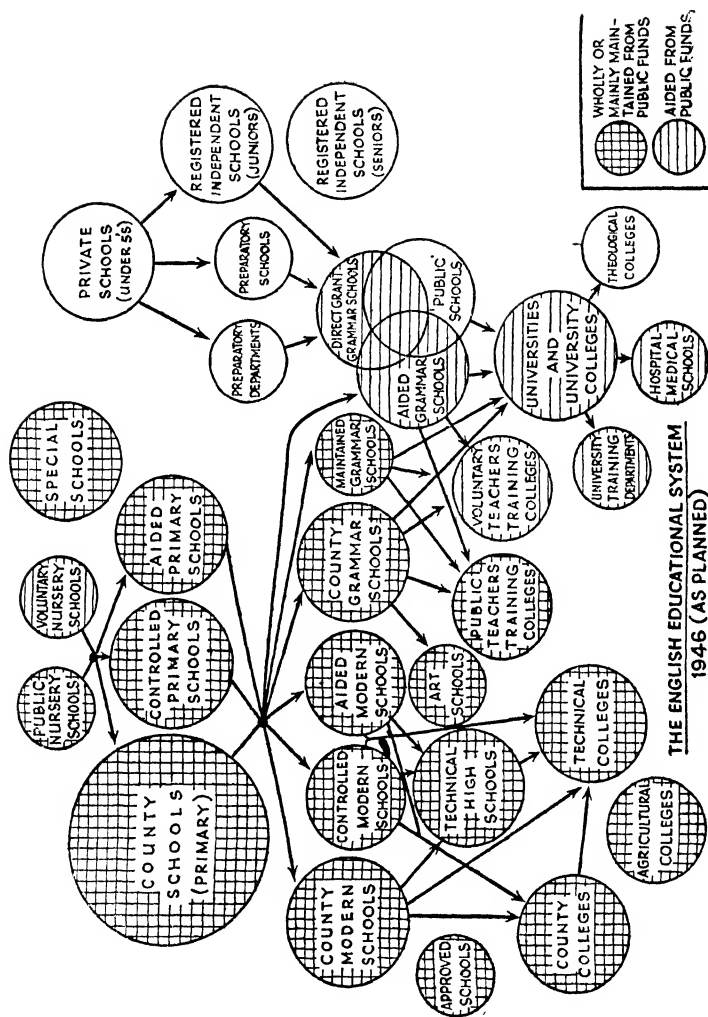 PUBLIC
NURSERY
SCHOOLS
VOLUNTARY
NURSERY
SCHOOLS
SPECIAL
SCHOOLS
PRIVATE
SCHOOLS
(UNDER 5'S)
COUNTY
SCHOOLS
(PRIMARY)
CONTROLLED
PRIMARY
SCHOOLS
AIDED
PRIMARY
SCHOOLS
PREPARATORY
DEPARTMENTS
PREPARATORY
SCHOOLS
REGISTERED
INDEPENDENT
SCHOOLS
(JUNIORS)
COUNTY
MODERN
SCHOOLS
CONTROLLED
MODERN
SCHOOLS
AIDED
MODERN
SCHOOLS
COUNTY
GRAMMAR
SCHOOLS
MAINTAINED
GRAMMAR
SCHOOLS
AIDED
GRAMMAR
SCHOOLS
DIRECT GRANT
GRAMMAR SCHOOLS
'PUBLIC'
SCHOOLS
REGISTERED
INDEPENDENT
SCHOOLS
(SENIORS)
APPROVED
SCHOOLS
TECHNICAL
HIGH
SCHOOLS
ART
SCHOOLS
PUBLIC
TEACHERS
TRAINING
COLLEGES
VOLUNTARY
TEACHERS
TRAINING
COLLEGES
UNIVERSITIES
AND
UNIVERSITY
COLLEGES
COUNTY
COLLEGES
AGRICULTURAL
COLLEGES
TECHNICAL
COLLEGES
UNIVERSITY
TRAINING
DEPARTMENTS
HOSPITAL
MEDICAL
SCHOOLS
THEOLOGICAL
COLLEGES
THE ENGLISH EDUCATIONAL SYSTEM
1946 (AS PLANNED)
WHOLLY OR
MAINLY MAIN-
TAINED FROM
PUBLIC FUNDS
AIDED FROM
PUBLIC FUNDS